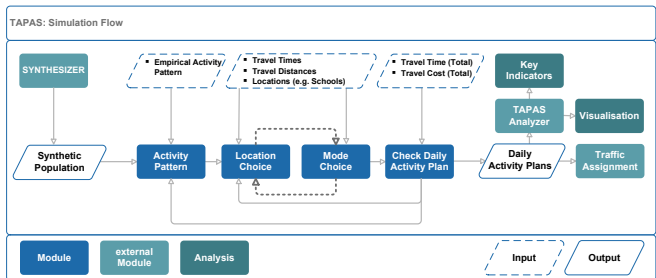 TAPAS: Simulation Flow
SYNTHESIZER
▪ Empirical Activity
Pattern
▪ Travel Times
▪ Travel Distances
▪ Locations (e.g. Schools)
▪ Travel Time (Total)
▪ Travel Cost (Total)
Key
Indicators
TAPAS
Analyzer
Visualisation
Synthetic
Population
Activity
Pattern
Location
Choice
Mode
Choice
Check Daily
Activity Plan
Daily
Activity Plans
Traffic
Assignment
Module
external
Module
Analysis
Input
Output